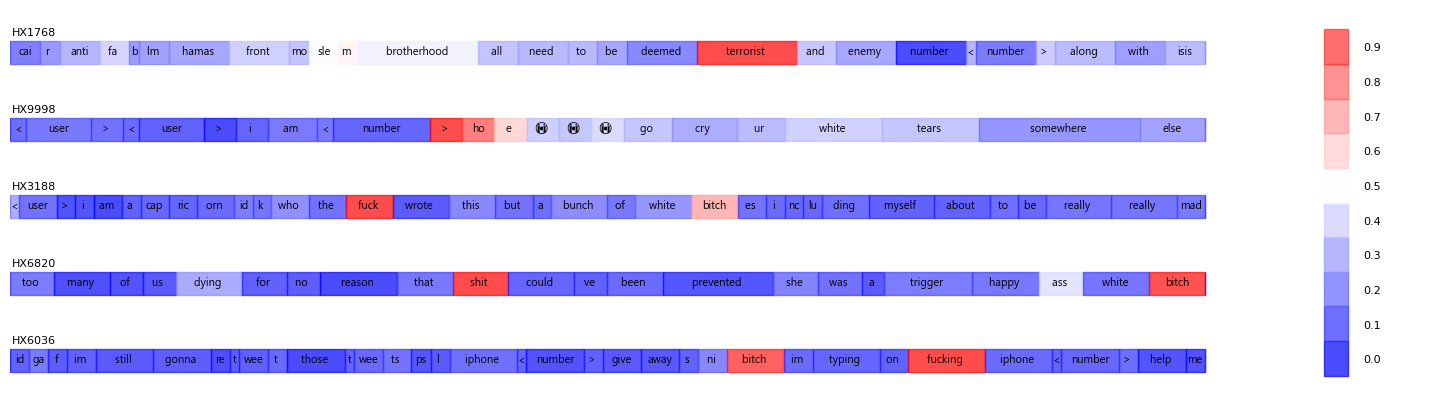 HX1768
cai r anti fa b lm hamas front mo sle m brotherhood all need to be deemed terrorist and enemy number < number > along with isis
HX9998
< user > < user > i am < number > ho e go cry ur white tears somewhere else
HX3188
< user > i am a cap ric orn id k who the fuck wrote this but a bunch of white bitch es i nc lu ding myself about to be really really mad
HX6820
too many of us dying for no reason that shit could ve been prevented she was a trigger happy ass white bitch
HX6036
id ga f im still gonna re t wee t those t wee ts ps l iphone < number > give away s ni bitch im typing on fucking iphone < number > help me
0.9
0.8
0.7
0.6
0.5
0.4
0.3
0.2
0.1
0.0